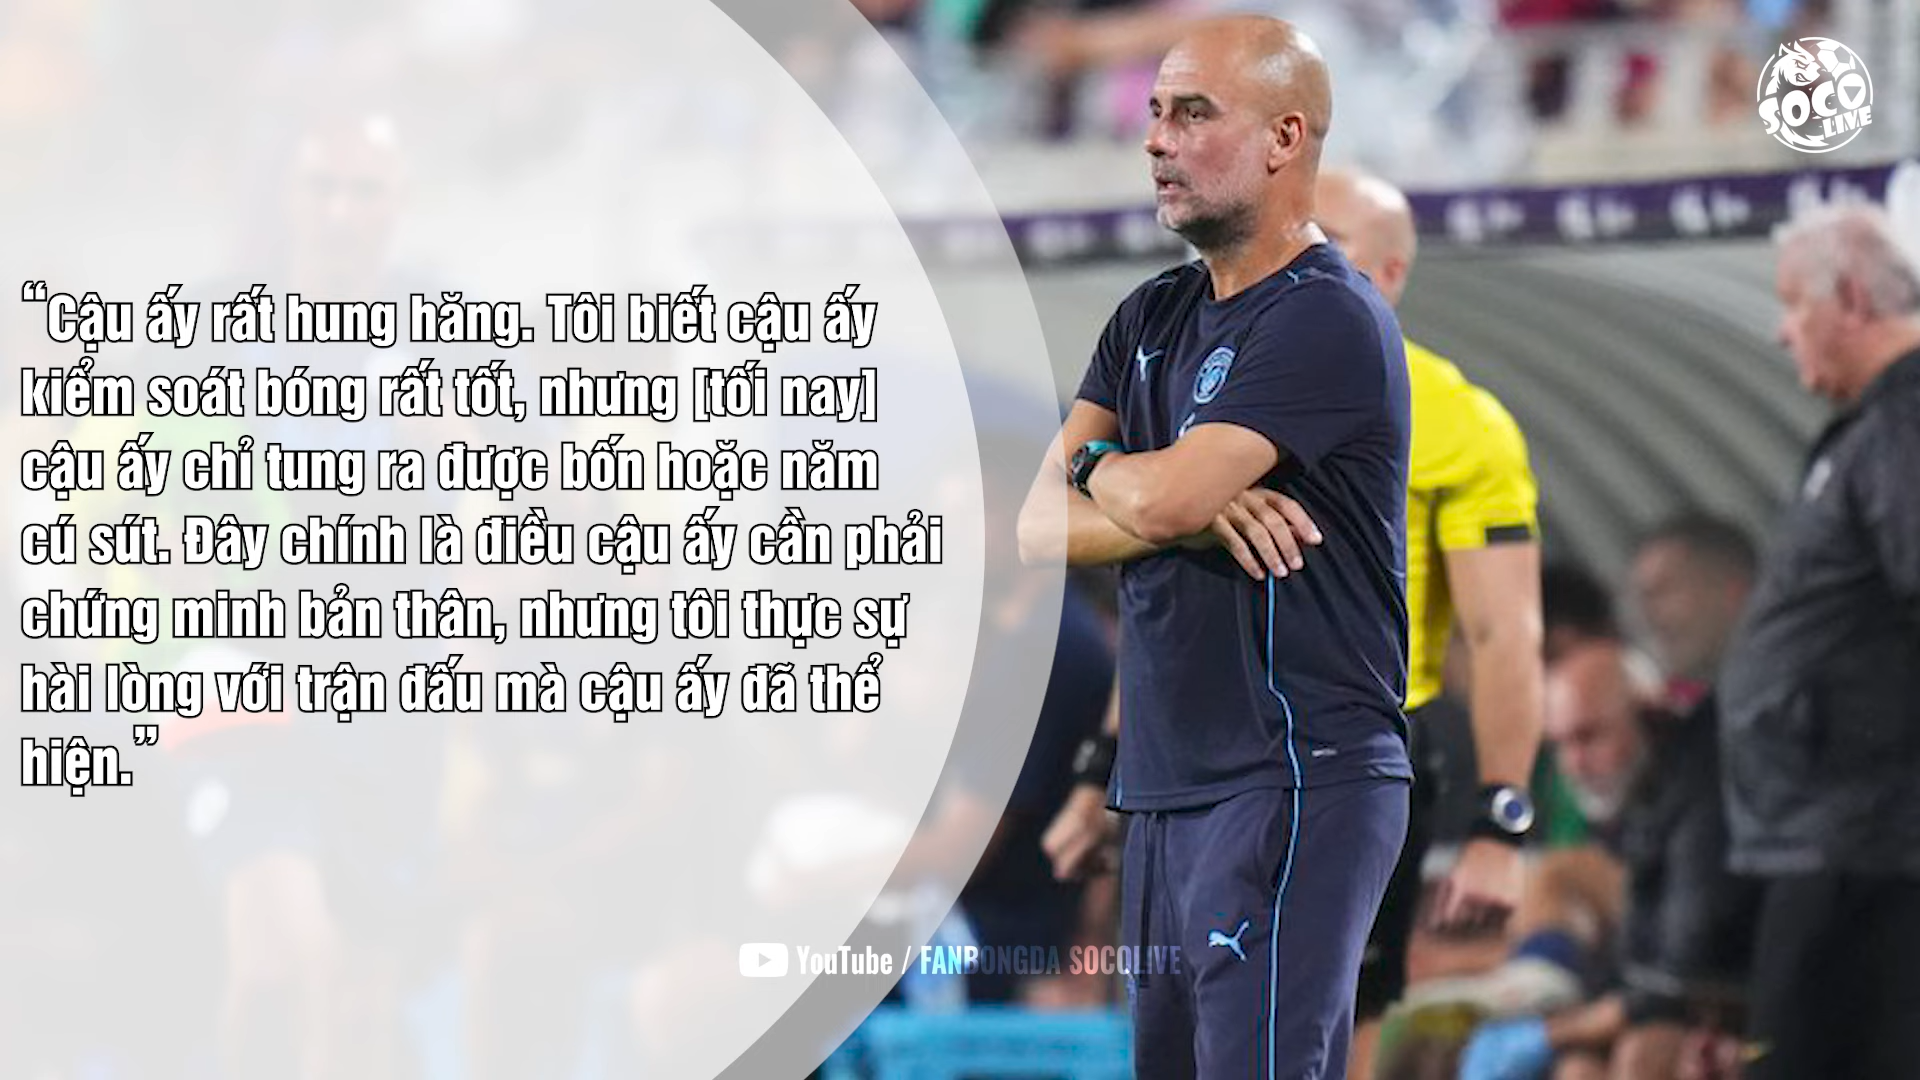 SOCO
LIVE
“Cậu ấy rất hung hăng. Tôi biết cậu ấy
kiểm soát bóng rất tốt, nhưng [tối nay]
cậu ấy chỉ tung ra được bốn hoặc năm
cú sút. Đây chính là điều cậu ấy cần phải
chứng minh bản thân, nhưng tôi thực sự
hài lòng với trận đấu mà cậu ấy đã thể
hiện.”
YouTube / FANBONGDA SOCOLIVE